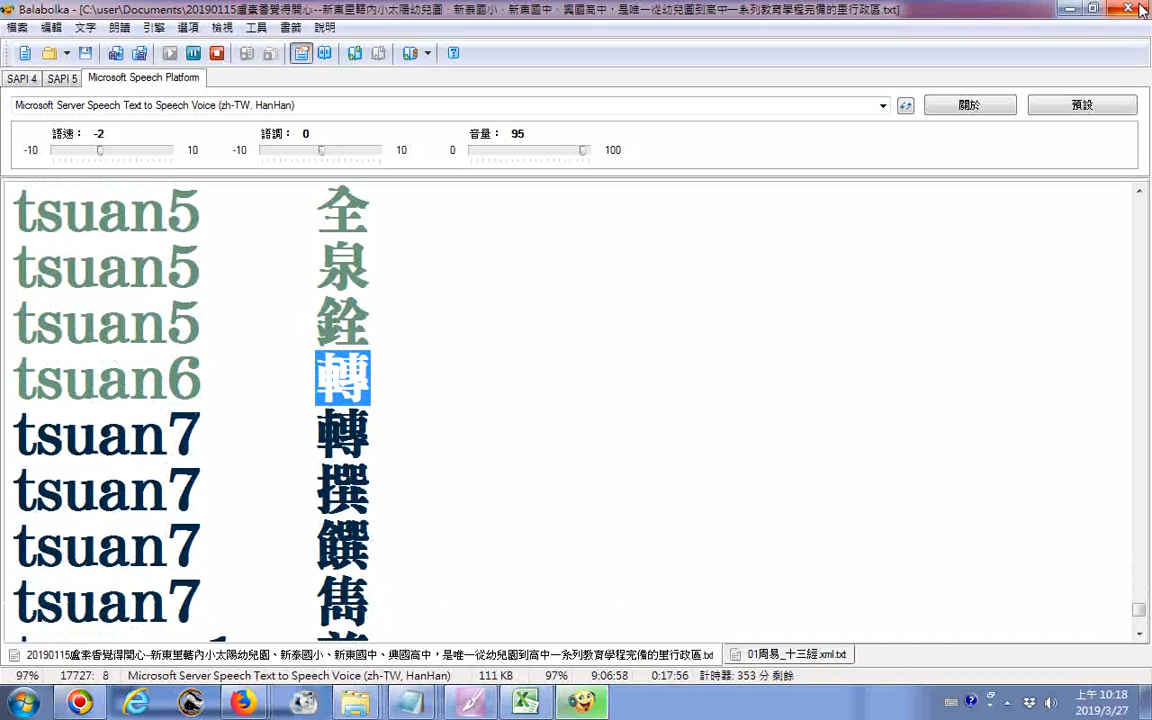 Balabolka - [C:\user\Documents\20190115盧素香覺得開心--新東里轄內小太陽幼兒園、新泰國小、新東國中、興國高中，是唯一從幼兒園到高中一系列教育學程完備的里行政區.txt]
檔案 編輯 文字 朗讀 引擎 選項 檢視 工具 書籤 說明
SAPI 4 SAPI 5 Microsoft Speech Platform
Microsoft Server Speech Text to Speech Voice (zh-TW, HanHan) 關於 預設
語速： -2 語調： 0 音量： 95
-10 10 -10 10 0 100
tsuan5 全
tsuan5 泉
tsuan5 銓
tsuan6 轉
tsuan7 轉
tsuan7 撰
tsuan7 饌
tsuan7 雋
20190115盧素香覺得開心--新東里轄內小太陽幼兒園、新泰國小、新東國中、興國高中，是唯一從幼兒園到高中一系列教育學程完備的里行政區.txt 01周易_十三經.xml.txt
97% 17727: 8 Microsoft Server Speech Text to Speech Voice (zh-TW, HanHan) 111 KB 97% 9:06:58 0:17:56 計時器: 353 分 剩餘
上午 10:18
2019/3/27